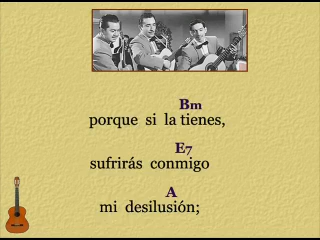 Bm
porque si la tienes,
E7
sufrirás conmigo
A
mi desilusión;